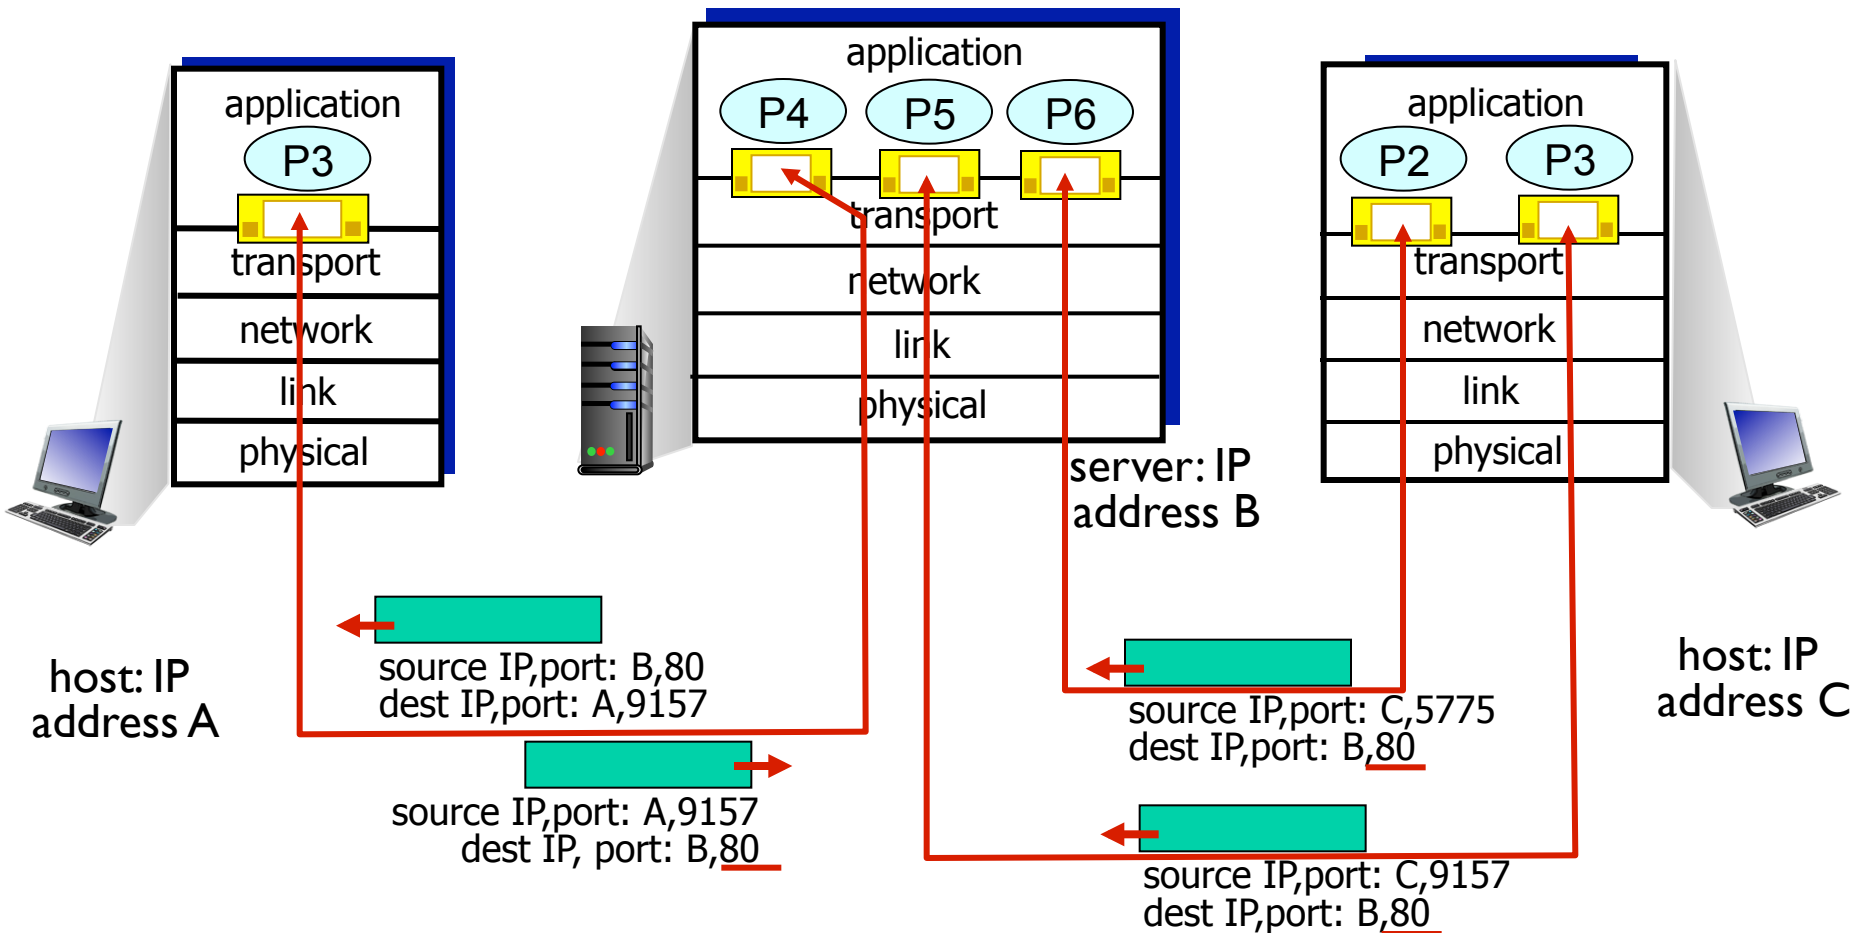 application
P3
transport
network
link
physical
host: IP
address A
application
P4 P5 P6
transport
network
link
physical
server: IP
address B
application
P2 P3
transport
network
link
physical
host: IP
address C
source IP,port: B,80
dest IP,port: A,9157
source IP,port: A,9157
dest IP, port: B,80
source IP,port: C,5775
dest IP,port: B,80
source IP,port: C,9157
dest IP,port: B,80